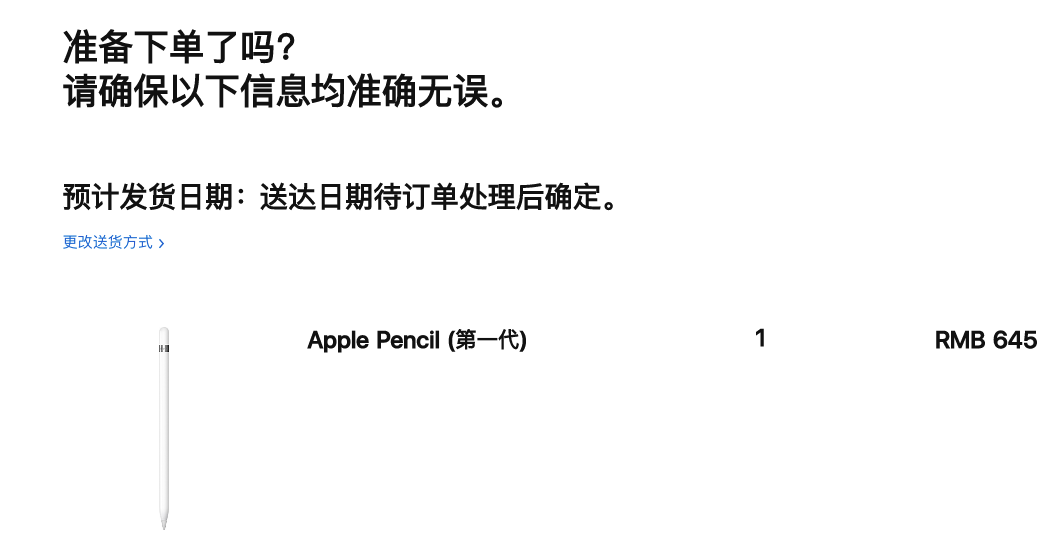 准备下单了吗？
请确保以下信息均准确无误。
预计发货日期：送达日期待订单处理后确定。
更改送货方式 ›
Apple Pencil (第一代) 1 RMB 645